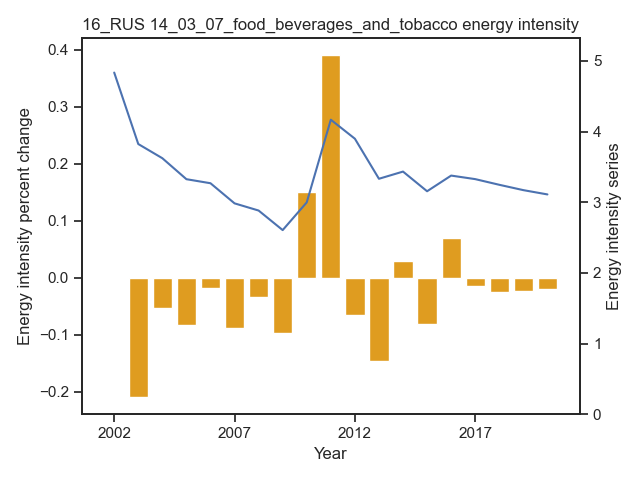 16_RUS 14_03_07_food_beverages_and_tobacco energy intensity
0.4
0.3
0.2
0.1
0.0
−0.1
−0.2
Energy intensity percent change
5
4
3
2
1
0
Energy intensity series
2002 2007 2012 2017
Year